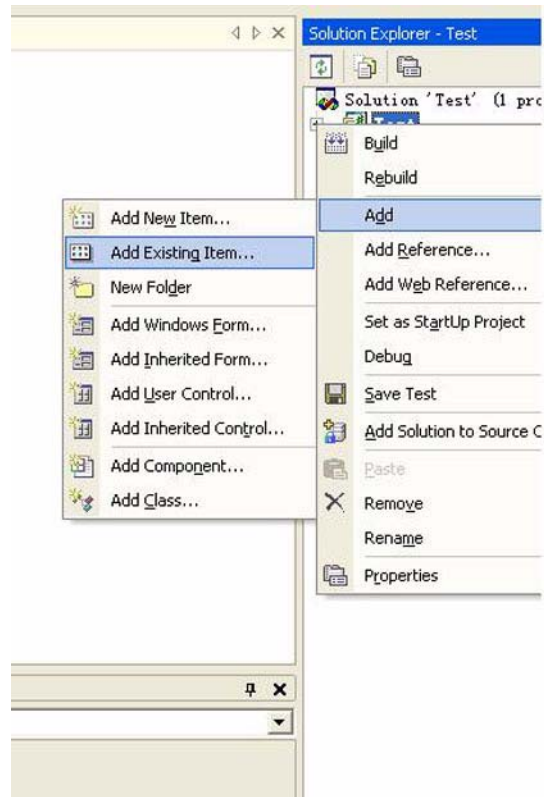 Solution Explorer - Test
Solution 'Test' (1 pro
Test
Build
Rebuild
Add
Add Reference...
Add Web Reference...
Set as StartUp Project
Debug
Save Test
Add Solution to Source C
Paste
Remove
Rename
Properties
Add New Item...
Add Existing Item...
New Folder
Add Windows Form...
Add Inherited Form...
Add User Control...
Add Inherited Control...
Add Component...
Add Class...